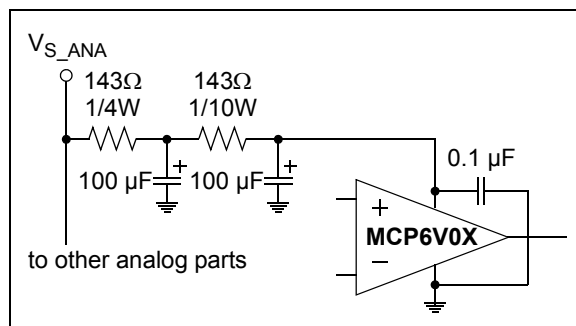 V_S_ANA
143Ω 143Ω
1/4W 1/10W
100 µF 100 µF 0.1 µF
+ + +
MCP6V0X
−
to other analog parts